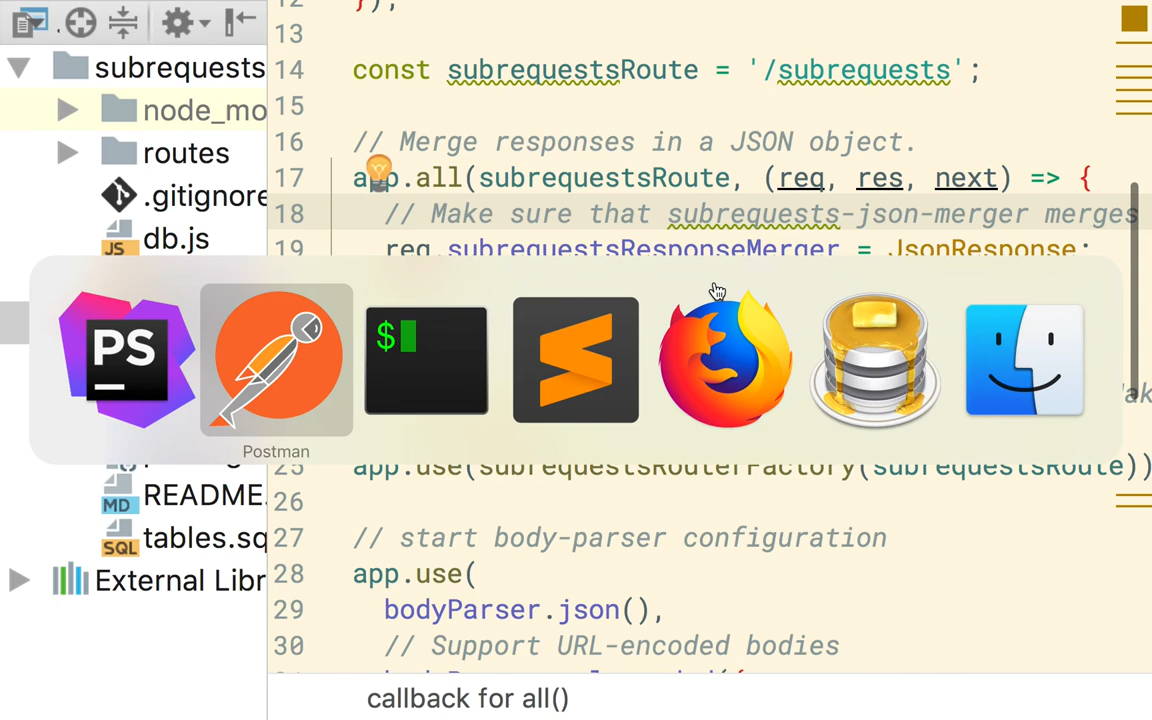 12 });
13
14 const subrequestsRoute = '/subrequests';
15
16 // Merge responses in a JSON object.
17 app.all(subrequestsRoute, (req, res, next) => {
18 // Make sure that subrequests-json-merger merges
19 req.subrequestsResponseMerger = JsonResponse;
25 app.use(subrequestsRouterFactory(subrequestsRoute))
26
27 // start body-parser configuration
28 app.use(
29 bodyParser.json(),
30 // Support URL-encoded bodies
callback for all()
subrequests
node_mo
routes
.gitignore
db.js
JS
README.
MD
tables.sq
SQL
External Libr
PS
$
Postman